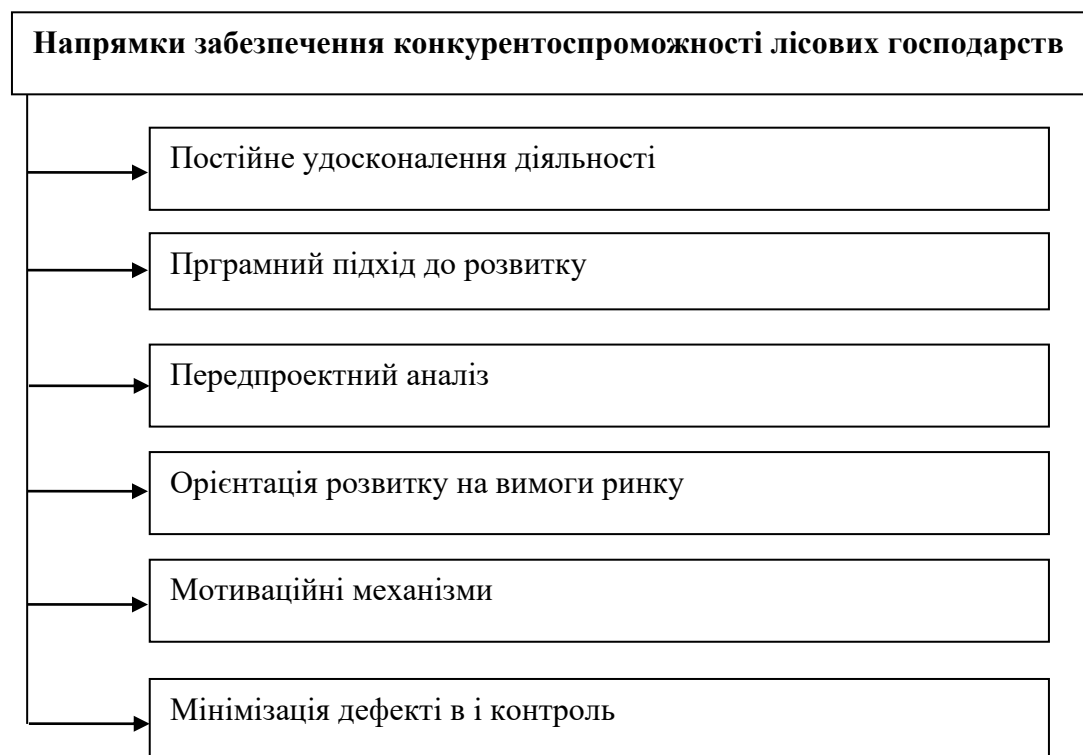 Напрямки забезпечення конкурентоспроможності лісових господарств
Постійне удосконалення діяльності
Прграмний підхід до розвитку
Передпроектний аналіз
Орієнтація розвитку на вимоги ринку
Мотиваційні механізми
Мінімізація дефекті в і контроль